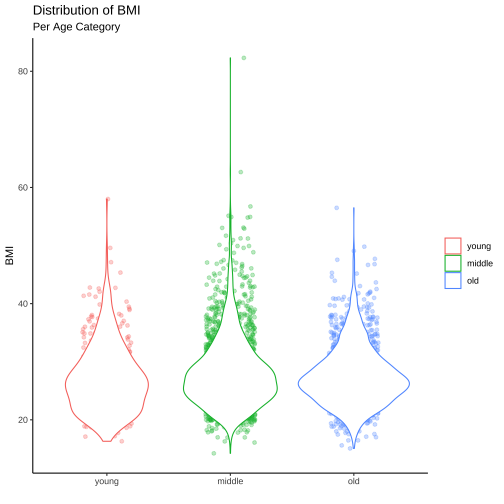 Distribution of BMI
Per Age Category
80
60
40
20
BMI
young
middle
old
young
middle
old